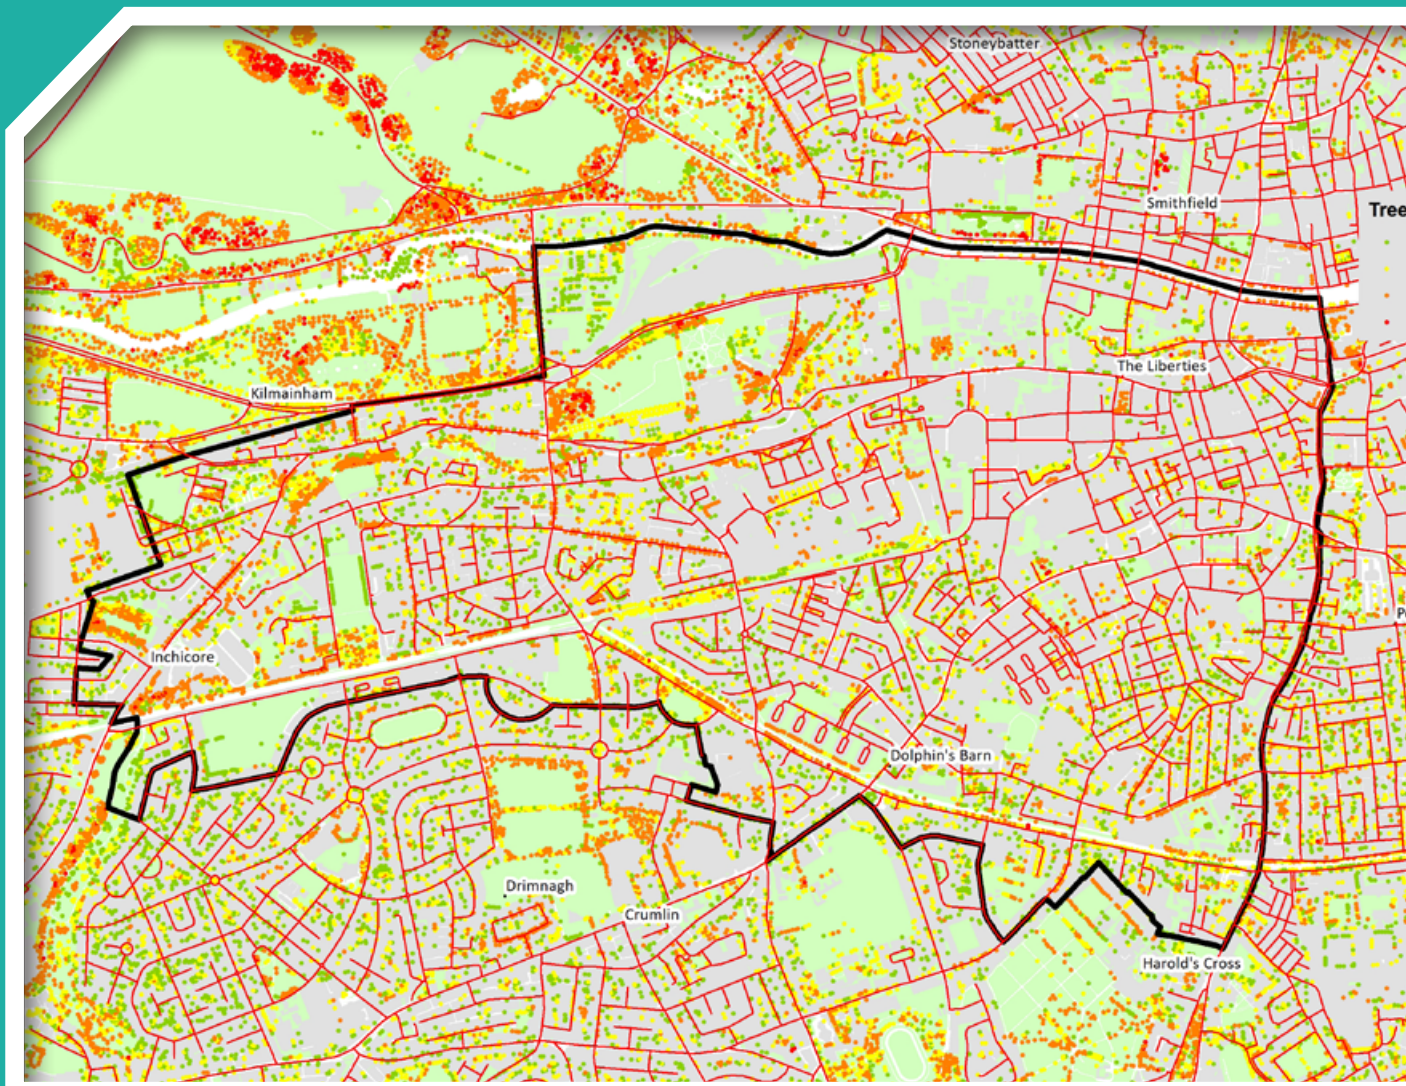 Stoneybatter
Smithfield
Tree
The Liberties
Kilmainham
Inchicore
Dolphin's Barn
Drimnagh
Crumlin
Harold's Cross